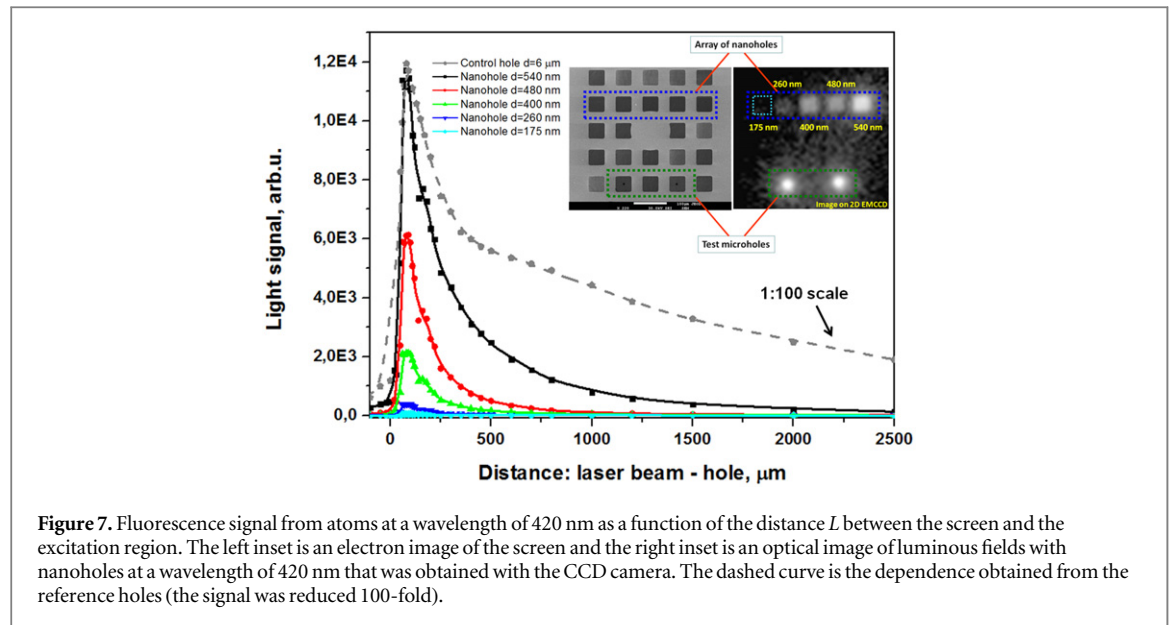 1,2E4
1,0E4
8,0E3
6,0E3
4,0E3
2,0E3
0,0
Light signal, arb.u.
Control hole d=6 μm
Nanohole d=540 nm
Nanohole d=480 nm
Nanohole d=400 nm
Nanohole d=260 nm
Nanohole d=175 nm
Array of nanoholes
260 nm
480 nm
175 nm
400 nm
540 nm
Image on 2D EMCCD
Test microholes
1:100 scale
0 500 1000 1500 2000 2500
Distance: laser beam - hole, μm
Figure 7. Fluorescence signal from atoms at a wavelength of 420 nm as a function of the distance L between the screen and the
excitation region. The left inset is an electron image of the screen and the right inset is an optical image of luminous fields with
nanoholes at a wavelength of 420 nm that was obtained with the CCD camera. The dashed curve is the dependence obtained from the
reference holes (the signal was reduced 100-fold).